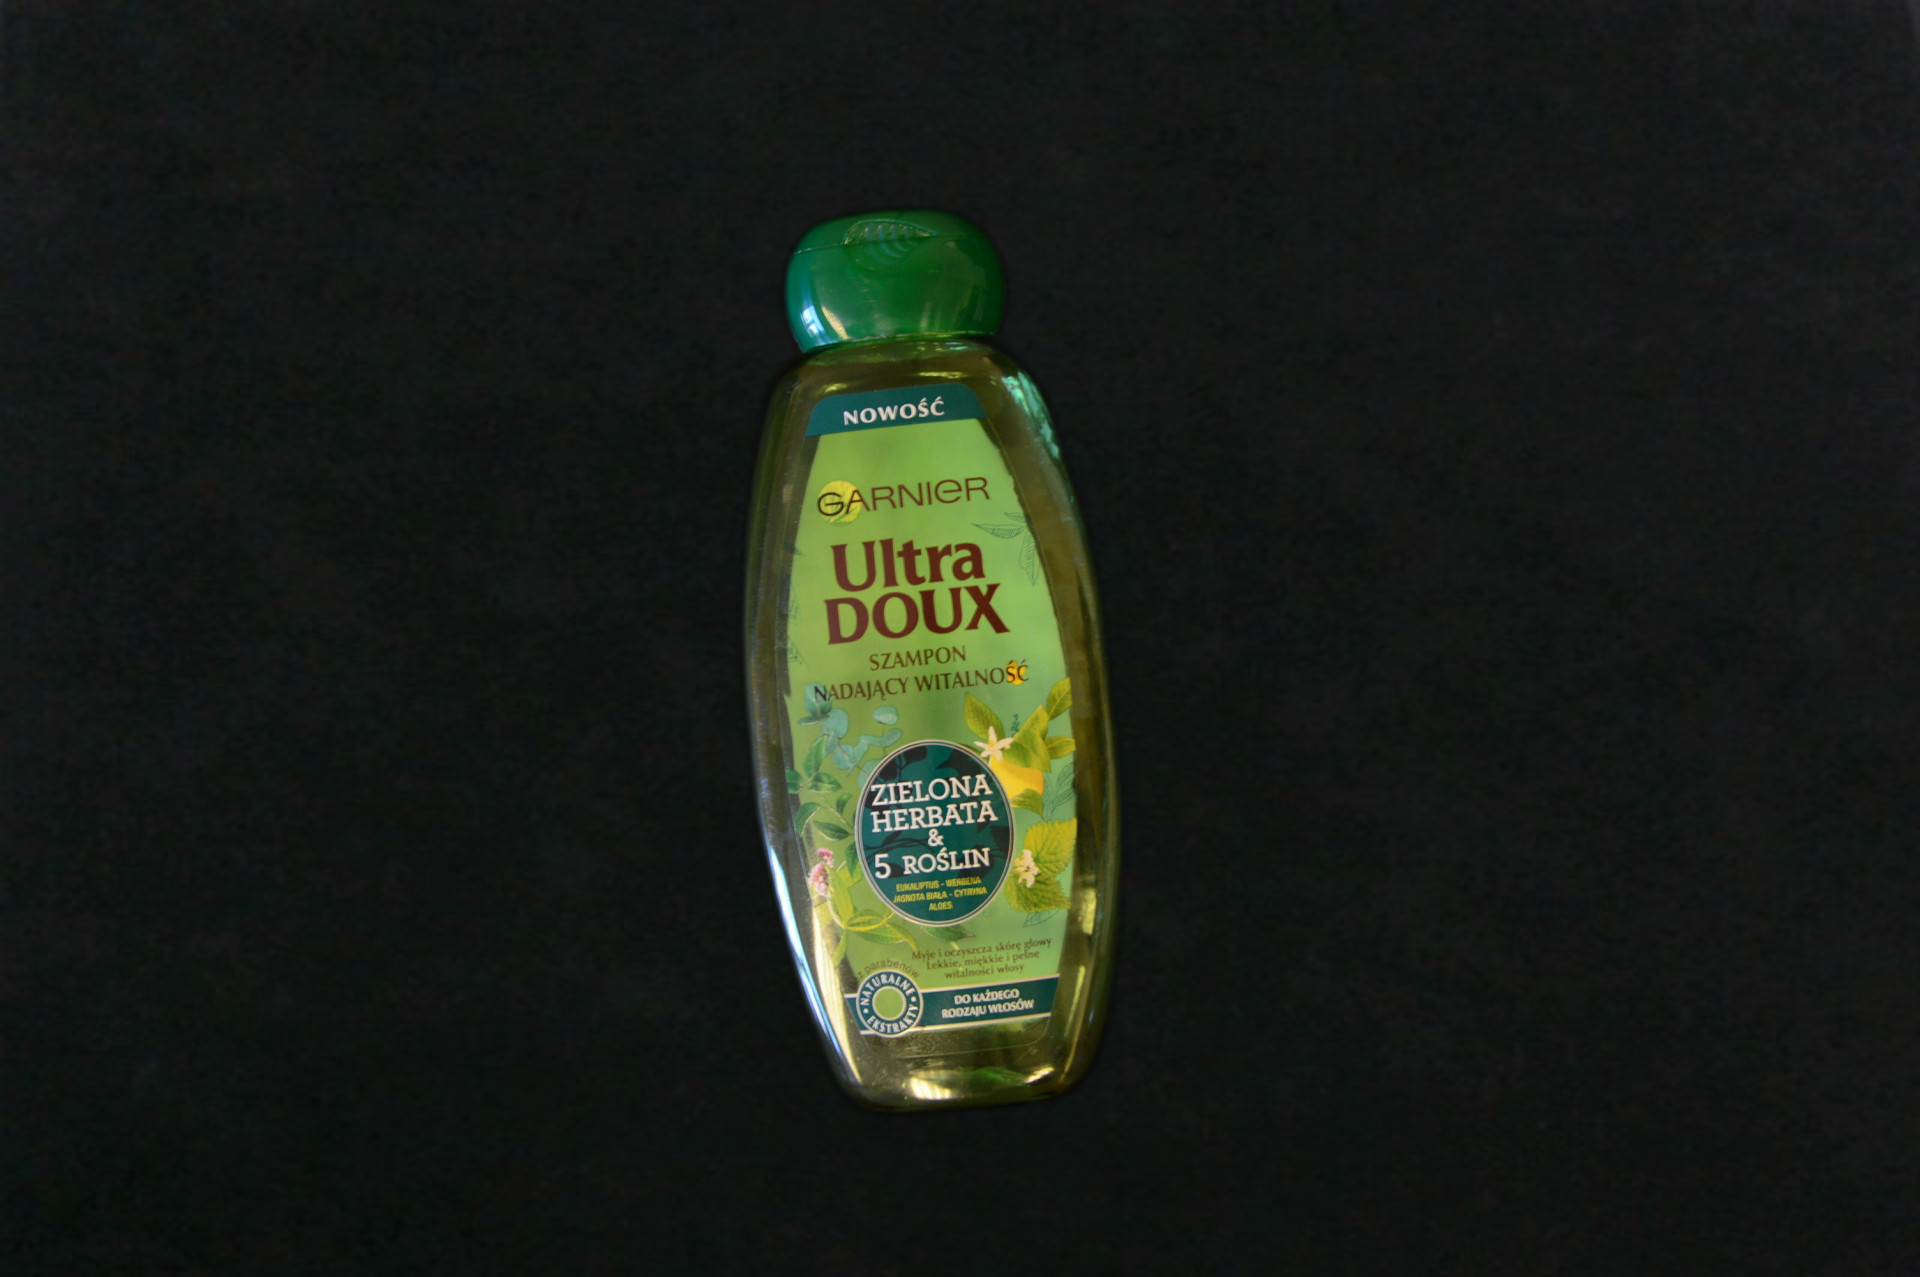 NOWOŚĆ
GARNIER
Ultra
DOUX
SZAMPON
NADAJĄCY WITALNOŚĆ
ZIELONA
HERBATA
&
5 ROŚLIN
EUKALIPTUS - WERBENA
JASNOTA BIAŁA - CYTRYNA
ALOES
Myje i oczyszcza skórę głowy
Lekkie, miękkie i pełne
witalności włosy
parabenów
NATURALNE
EKSTRAKTY
DO KAŻDEGO
RODZAJU WŁOSÓW